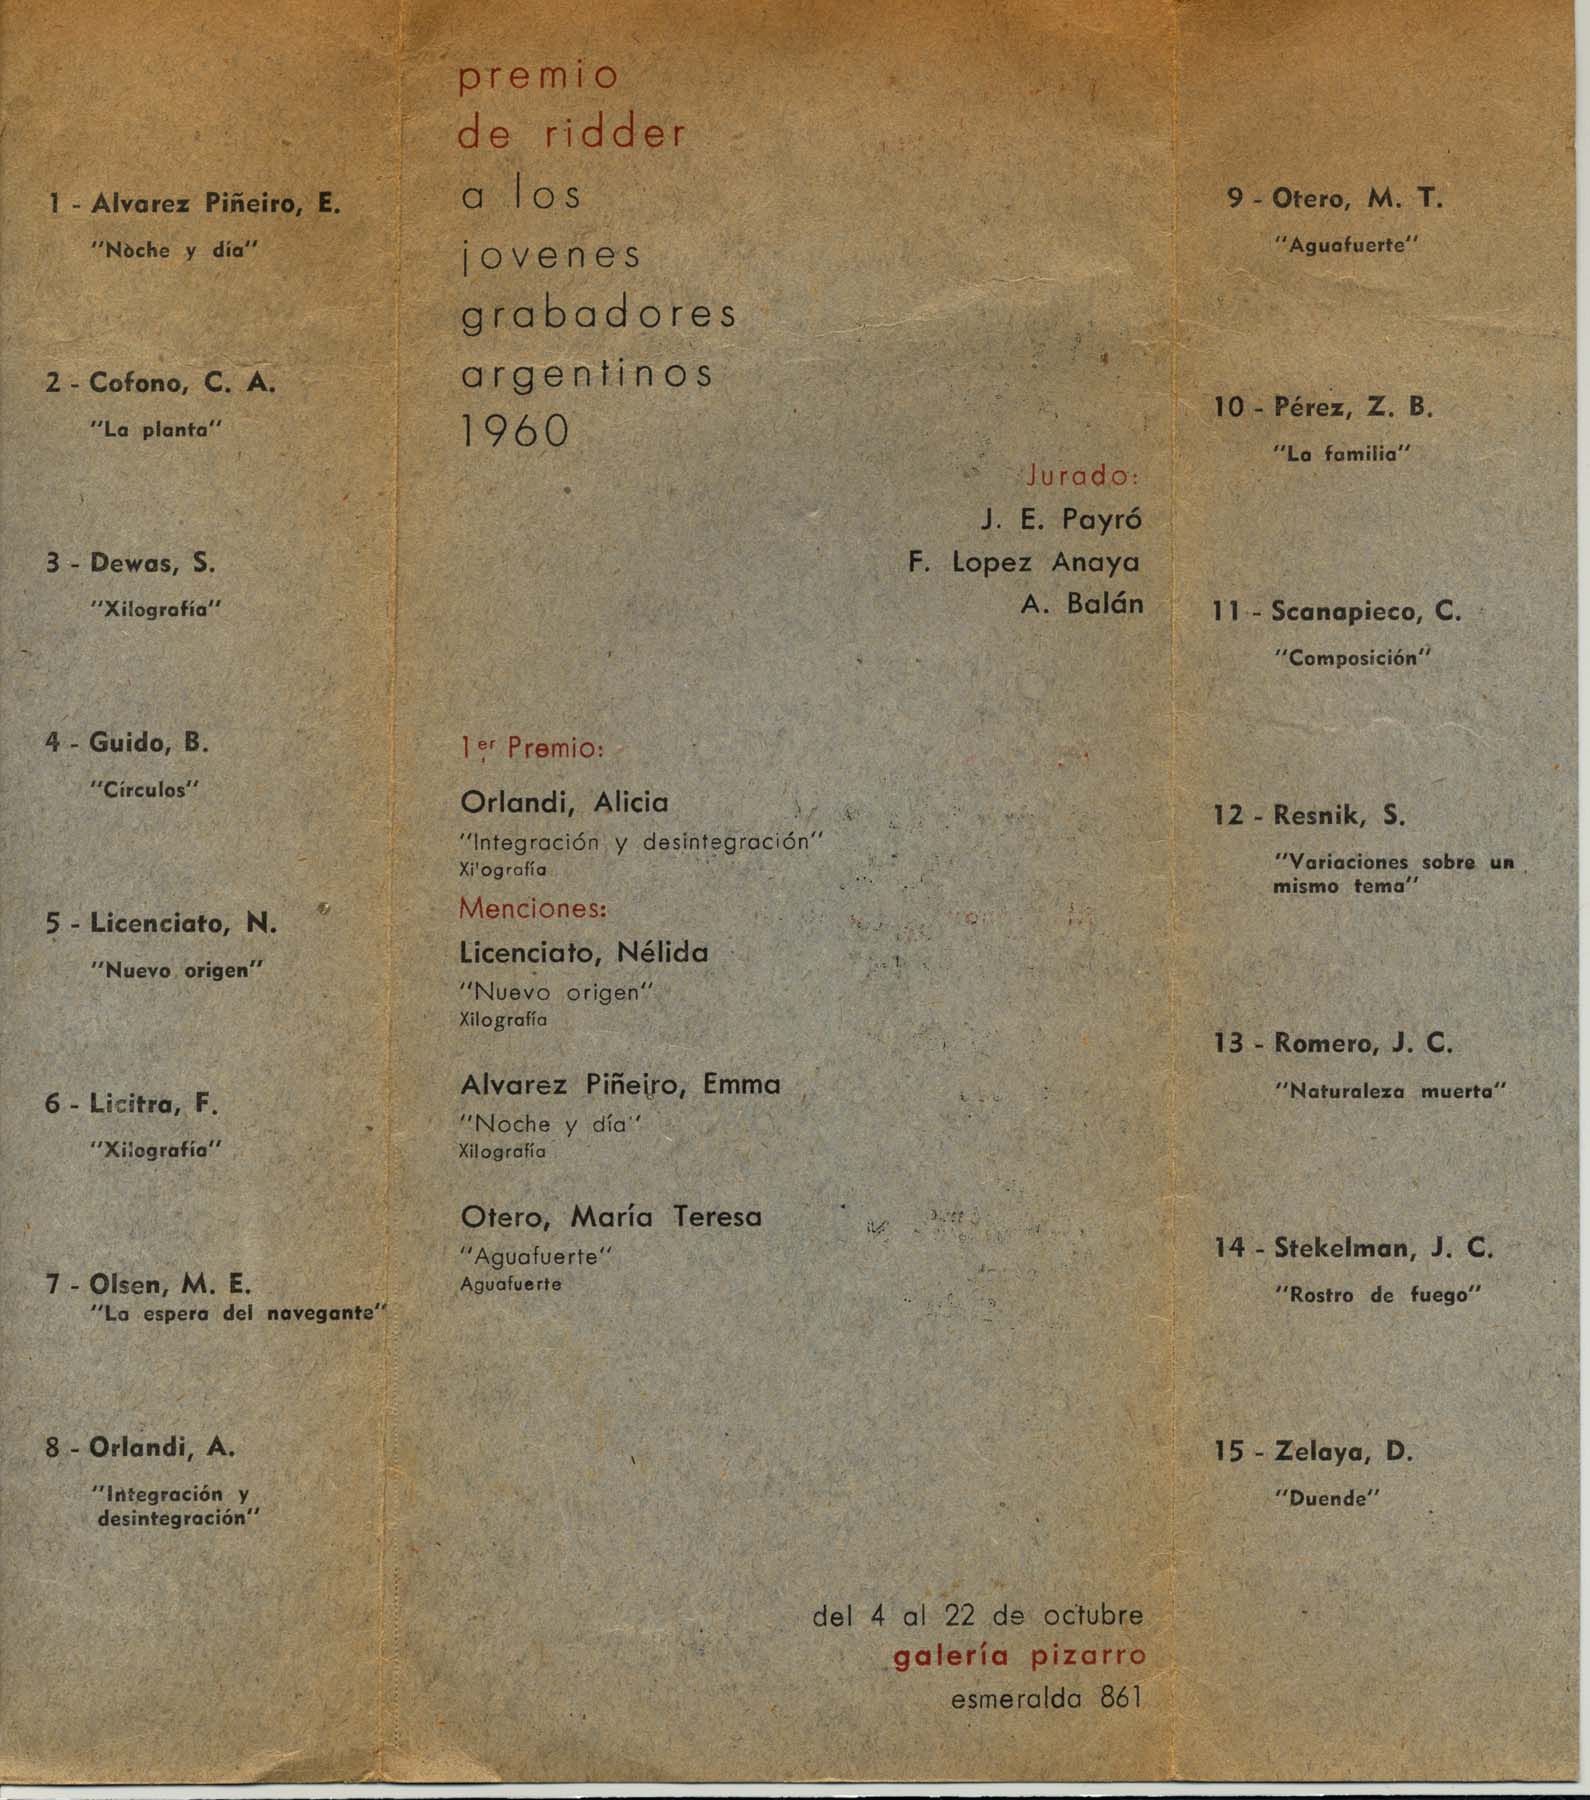 1 - Alvarez Piñeiro, E.
"Noche y día"
2 - Cofono, C. A.
"La planta"
3 - Dewas, S.
"Xilografía"
4 - Guido, B.
"Círculos"
5 - Licenciato, N.
"Nuevo origen"
6 - Licitra, F.
"Xilografía"
7 - Olsen, M. E.
"La espera del navegante"
8 - Orlandi, A.
"Integración y
desintegración"
premio
de ridder
a los
jovenes
grabadores
argentinos
1960
Jurado:
J. E. Payró
F. Lopez Anaya
A. Balán
1er Premio:
Orlandi, Alicia
"Integración y desintegración"
Xilografía
Menciones:
Licenciato, Nélida
"Nuevo origen"
Xilografía
Alvarez Piñeiro, Emma
"Noche y día"
Xilografía
Otero, María Teresa
"Aguafuerte"
Aguafuerte
del 4 al 22 de octubre
galería pizarro
esmeralda 861
9 - Otero, M. T.
"Aguafuerte"
10 - Pérez, Z. B.
"La familia"
11 - Scanapieco, C.
"Composición"
12 - Resnik, S.
"Variaciones sobre un
mismo tema"
13 - Romero, J. C.
"Naturaleza muerta"
14 - Stekelman, J. C.
"Rostro de fuego"
15 - Zelaya, D.
"Duende"